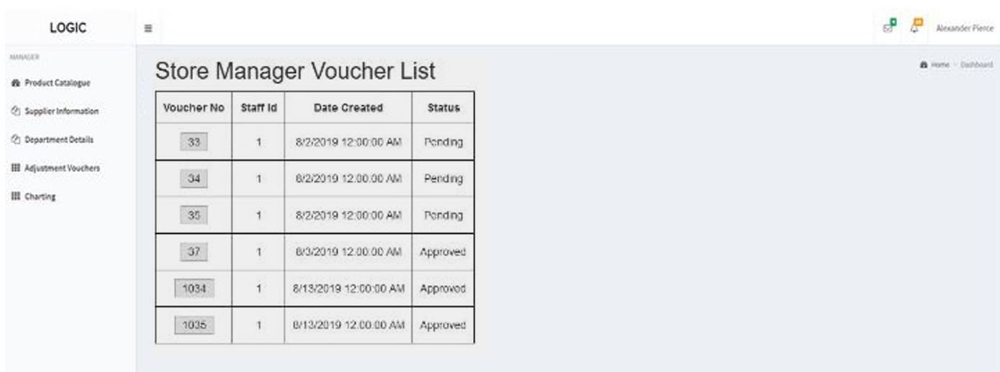 LOGIC
Alexander Pierce
MANAGER
Home > Dashboard
Product Catalogue
Supplier Information
Department Details
Adjustment Vouchers
Charting
Store Manager Voucher List
Voucher No Staff Id Date Created Status
33 1 8/2/2019 12:00:00 AM Pending
34 1 8/2/2019 12:00:00 AM Pending
35 1 8/2/2019 12:00:00 AM Pending
37 1 8/3/2019 12:00:00 AM Approved
1034 1 8/13/2019 12:00:00 AM Approved
1035 1 8/13/2019 12:00:00 AM Approved